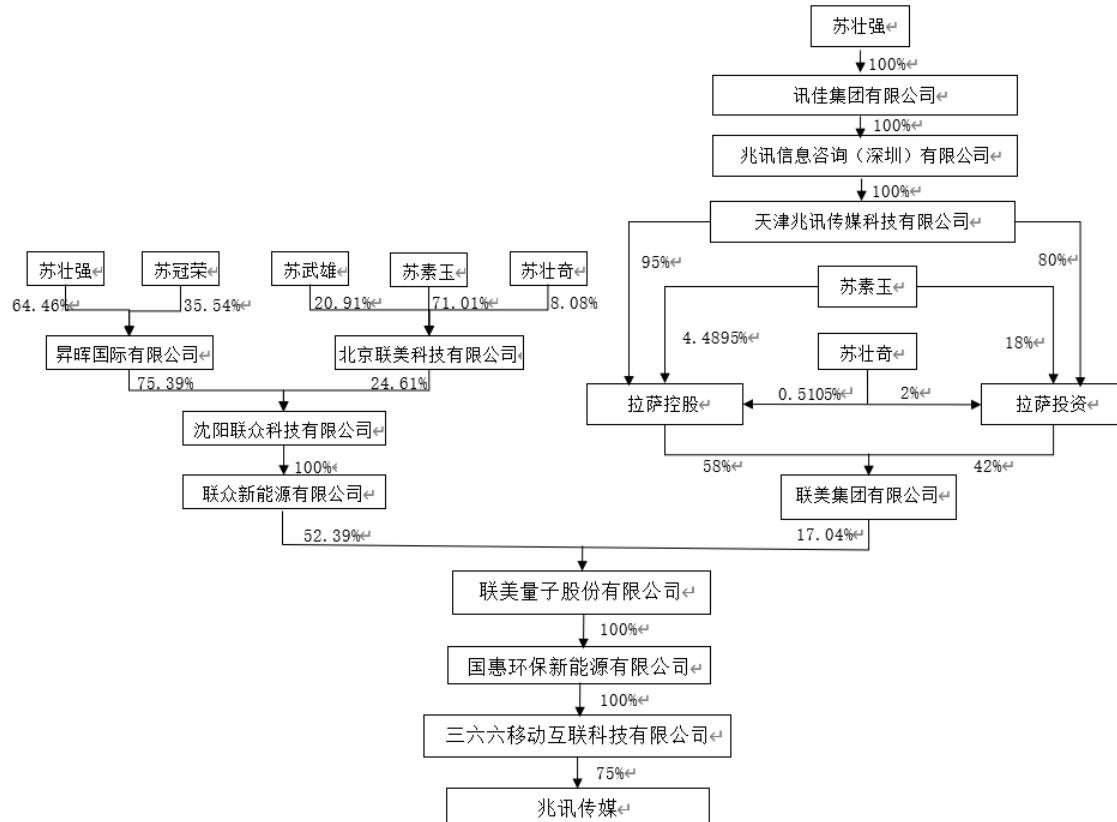 苏壮强↵
100%↵
讯佳集团有限公司↵
100%↵
兆讯信息咨询（深圳）有限公司↵
100%↵
天津兆讯传媒科技有限公司↵
95%↵
80%↵
苏壮强↵
苏冠荣↵
苏武雄↵
苏素玉↵
苏壮奇↵
苏素玉↵
64.46%↵
35.54%↵
20.91%↵
71.01%↵
8.08%
4.4895%↵
苏壮奇↵
18%↵
昇晖国际有限公司↵
北京联美科技有限公司↵
75.39%
24.61%
0.5105%↵
2%↵
拉萨控股↵
拉萨投资↵
沈阳联众科技有限公司↵
100%↵
58%↵
42%↵
联众新能源有限公司↵
联美集团有限公司↵
52.39%↵
17.04%↵
联美量子股份有限公司↵
100%↵
国惠环保新能源有限公司↵
100%↵
三六六移动互联科技有限公司↵
75%↵
兆讯传媒↵